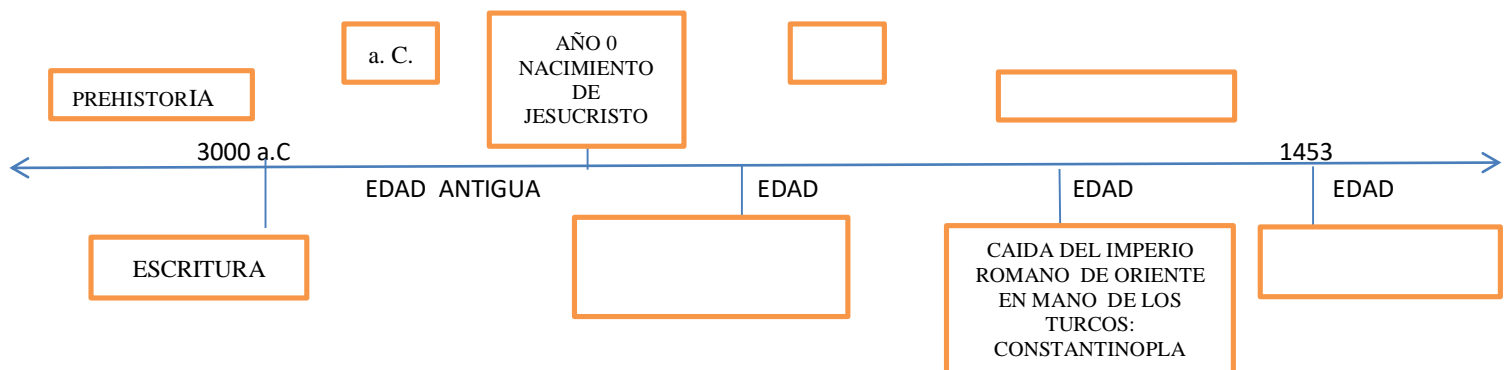 PREHISTORIA
a. C.
AÑO 0
NACIMIENTO
DE
JESUCRISTO
3000 a.C
1453
EDAD ANTIGUA
EDAD
EDAD
EDAD
ESCRITURA
CAIDA DEL IMPERIO
ROMANO DE ORIENTE
EN MANO DE LOS
TURCOS:
CONSTANTINOPLA